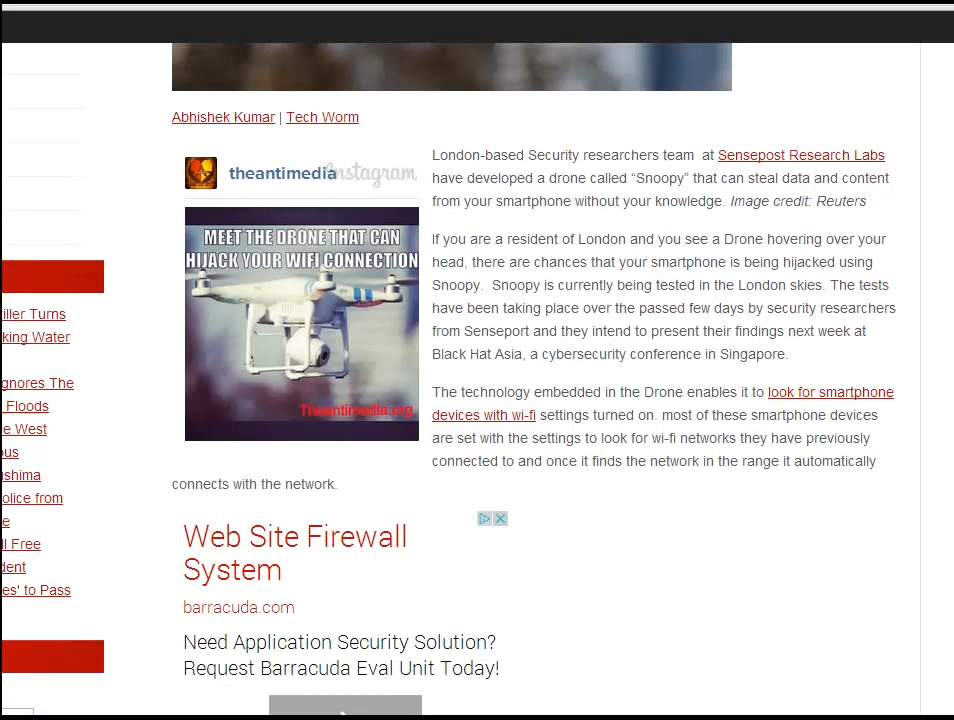 Abhishek Kumar | Tech Worm
theantimedia
Instagram
MEET THE DRONE THAT CAN
HIJACK YOUR WIFI CONNECTION
Theantimedia.org
London-based Security researchers team  at Sensepost Research Labs
have developed a drone called “Snoopy” that can steal data and content
from your smartphone without your knowledge. Image credit: Reuters
If you are a resident of London and you see a Drone hovering over your
head, there are chances that your smartphone is being hijacked using
Snoopy.  Snoopy is currently being tested in the London skies. The tests
have been taking place over the passed few days by security researchers
from Senseport and they intend to present their findings next week at
Black Hat Asia, a cybersecurity conference in Singapore.
The technology embedded in the Drone enables it to look for smartphone
devices with wi-fi settings turned on. most of these smartphone devices
are set with the settings to look for wi-fi networks they have previously
connected to and once it finds the network in the range it automatically
connects with the network.
iller Turns
king Water
gnores The
Floods
ve West
ous
ushima
olice from
e
ll Free
dent
es' to Pass
Web Site Firewall
System
barracuda.com
Need Application Security Solution?
Request Barracuda Eval Unit Today!